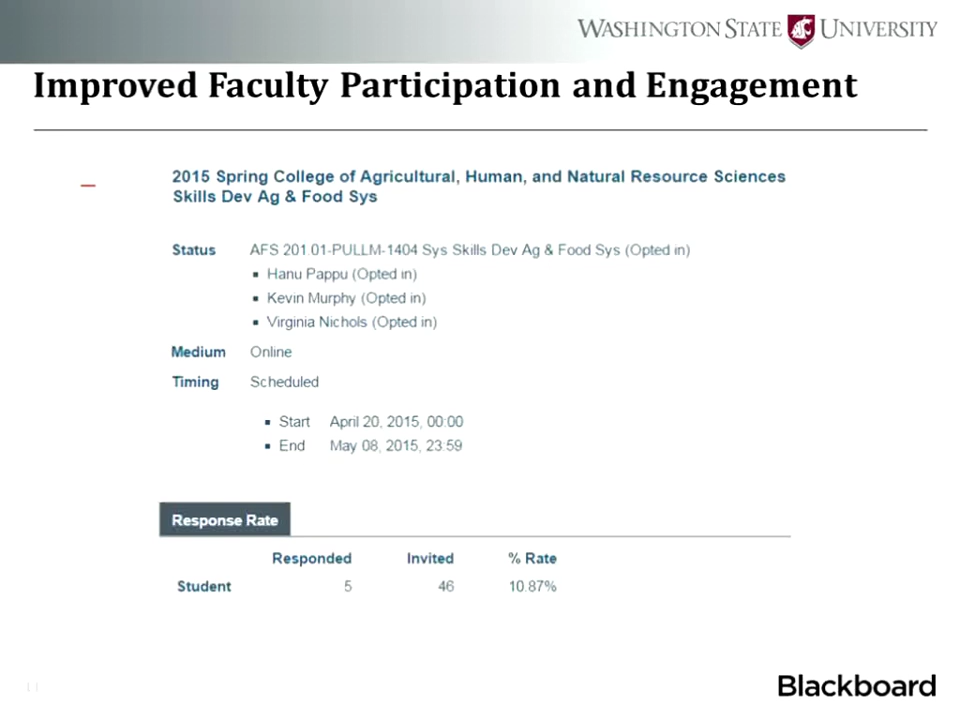 WASHINGTON STATE UNIVERSITY
Improved Faculty Participation and Engagement
2015 Spring College of Agricultural, Human, and Natural Resource Sciences
Skills Dev Ag & Food Sys
Status AFS 201.01-PULLM-1404 Sys Skills Dev Ag & Food Sys (Opted in)
▪ Hanu Pappu (Opted in)
▪ Kevin Murphy (Opted in)
▪ Virginia Nichols (Opted in)
Medium Online
Timing Scheduled
▪ Start April 20, 2015, 00:00
▪ End May 08, 2015, 23:59
Response Rate
Responded Invited % Rate
Student 5 46 10.87%
11
Blackboard